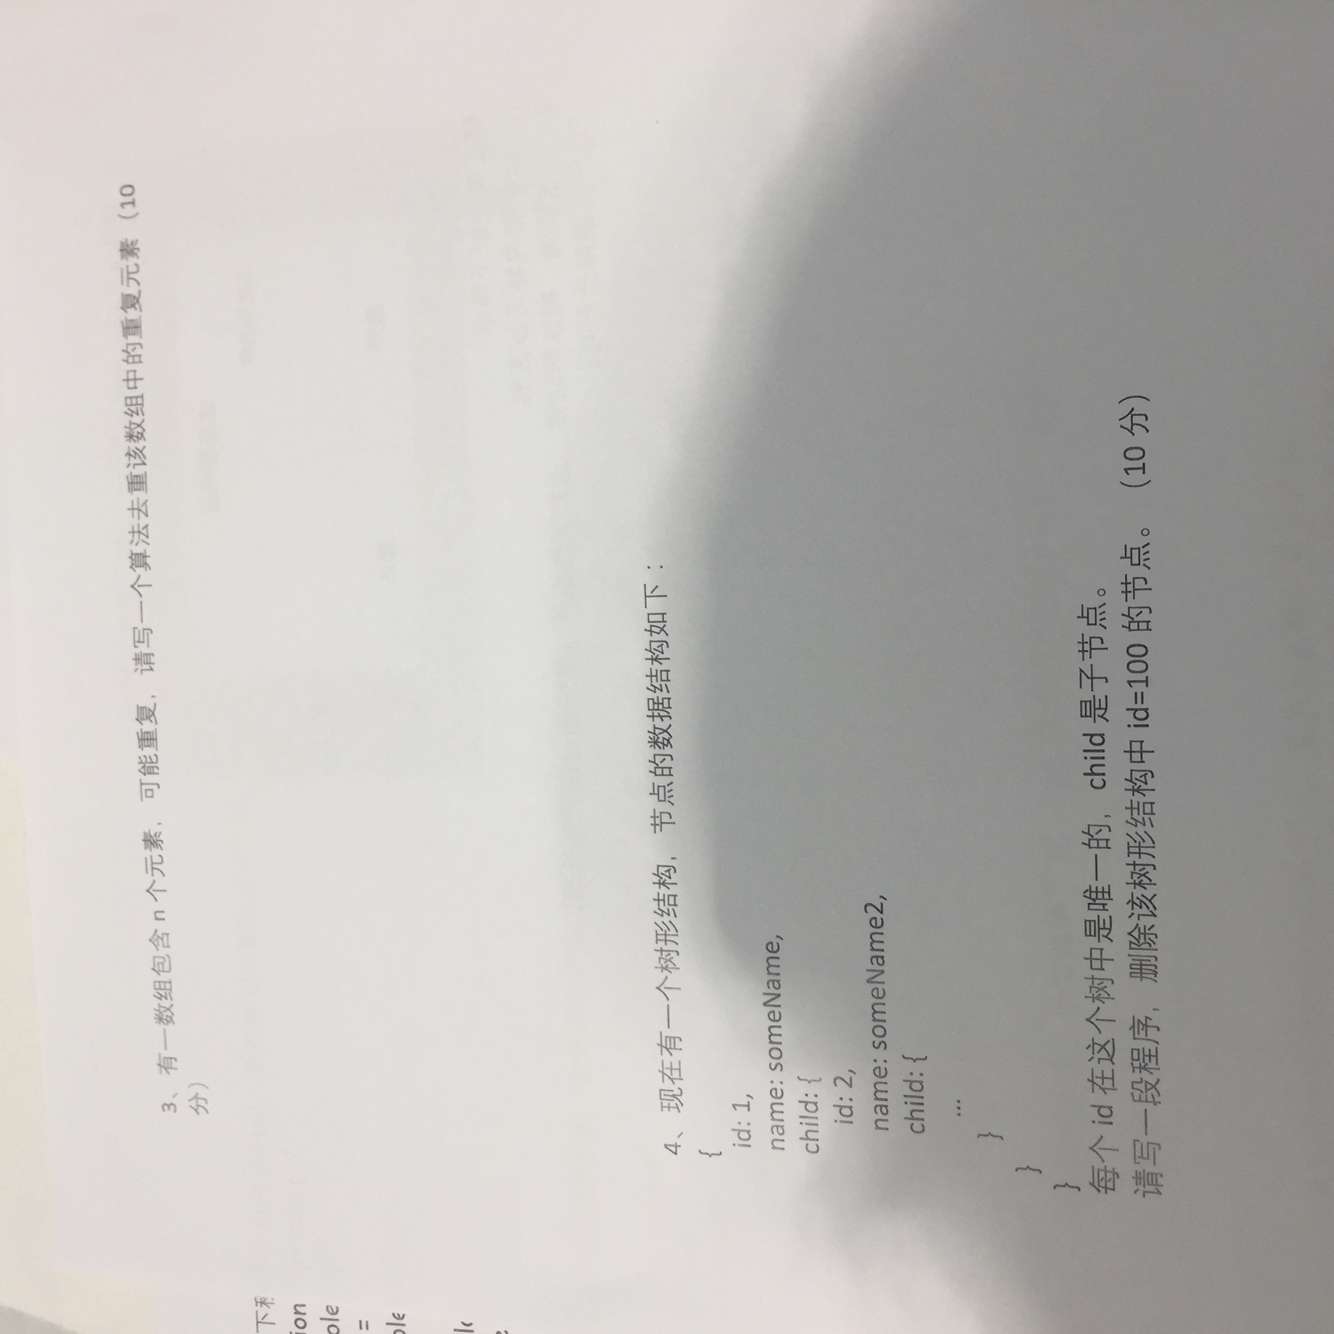 3、有一数组包含 n 个元素，可能重复，请写一个算法去重该数组中的重复元素（10
分）
ion
ole
=
ole
4、现在有一个树形结构，节点的数据结构如下：
{
id: 1,
name: someName,
child: {
id: 2,
name: someName2,
child: {
...
}
}
}
每个 id 在这个树中是唯一的，child 是子节点。
请写一段程序，删除该树形结构中 id=100 的节点。（10 分）